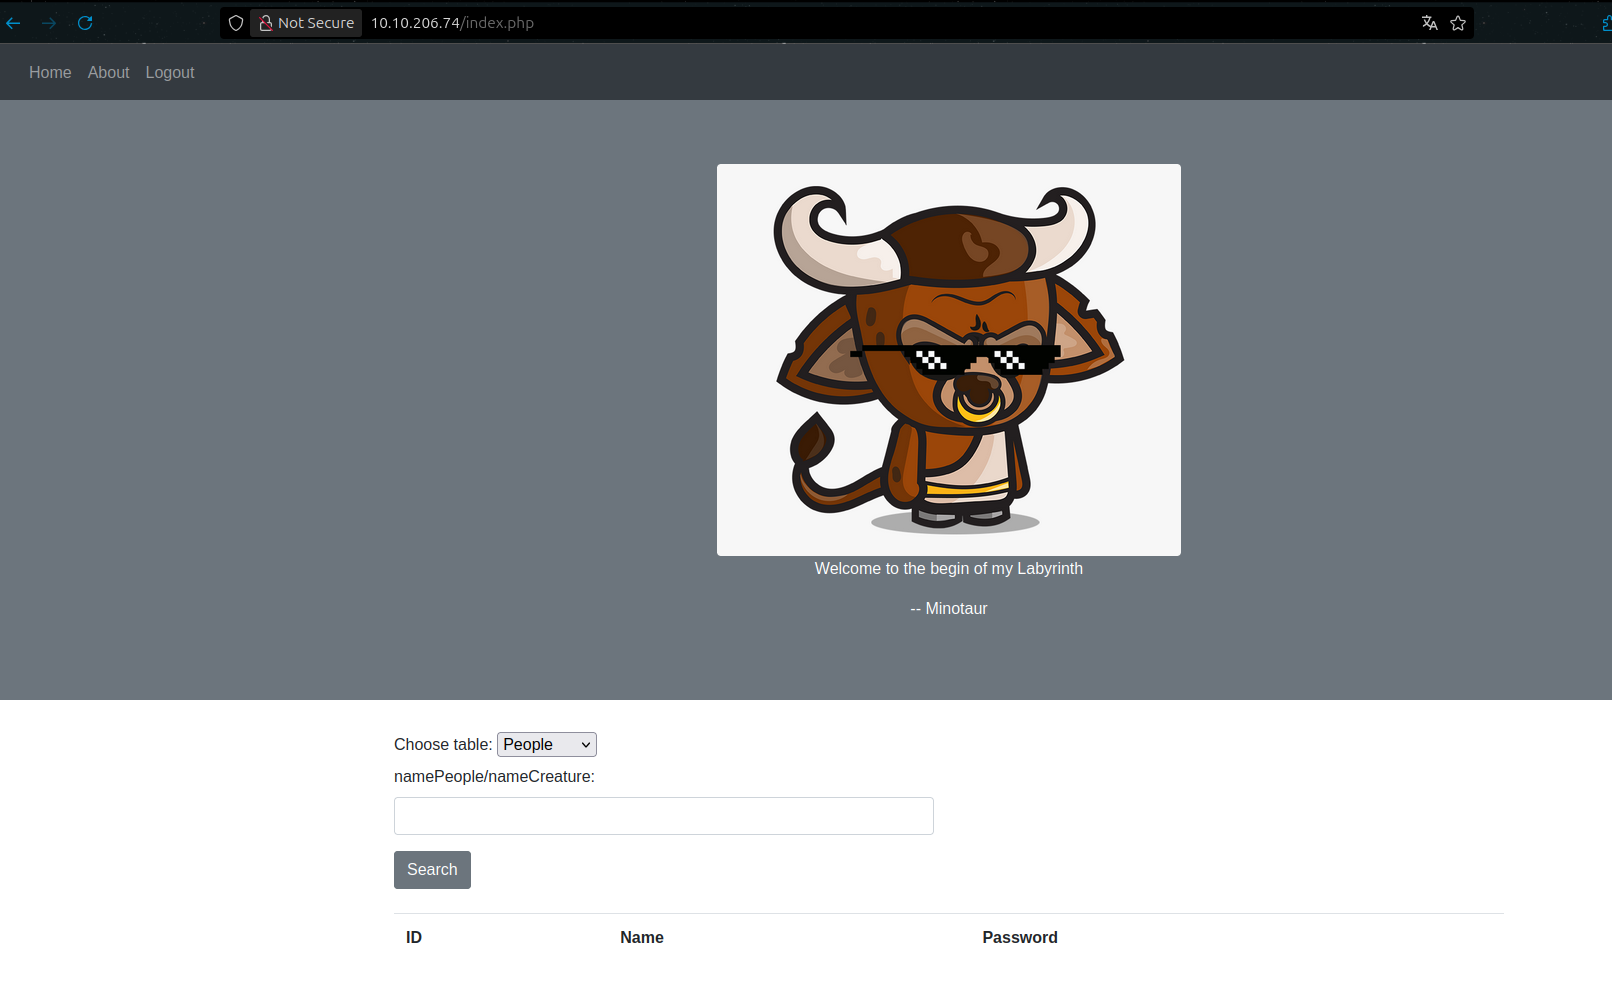 Not Secure 10.10.206.74/index.php
Home About Logout
Welcome to the begin of my Labyrinth
-- Minotaur
Choose table: People
namePeople/nameCreature:
Search
ID Name Password